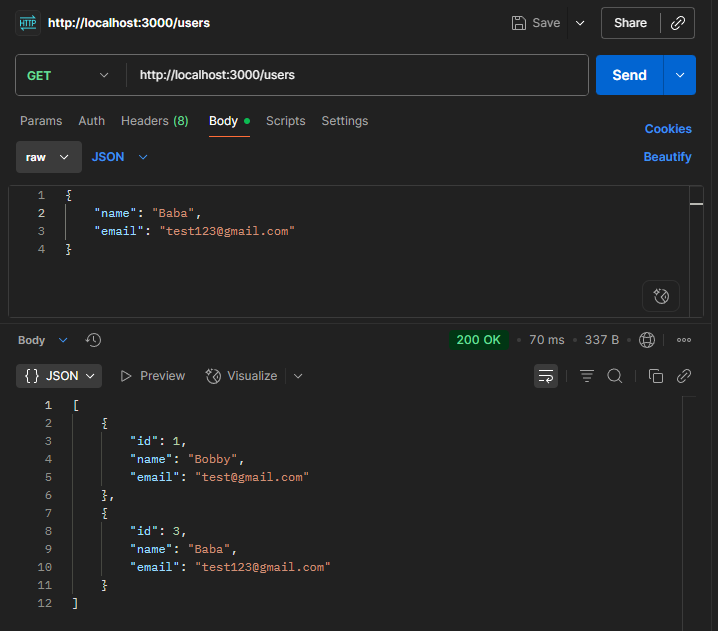 HTTP http://localhost:3000/users Save Share
GET http://localhost:3000/users Send
Params Auth Headers (8) Body Scripts Settings Cookies
raw JSON Beautify
1 {
2 "name": "Baba",
3 "email": "test123@gmail.com"
4 }
Body 200 OK • 70 ms • 337 B •
{} JSON Preview Visualize
1 [
2 {
3 "id": 1,
4 "name": "Bobby",
5 "email": "test@gmail.com"
6 },
7 {
8 "id": 3,
9 "name": "Baba",
10 "email": "test123@gmail.com"
11 }
12 ]